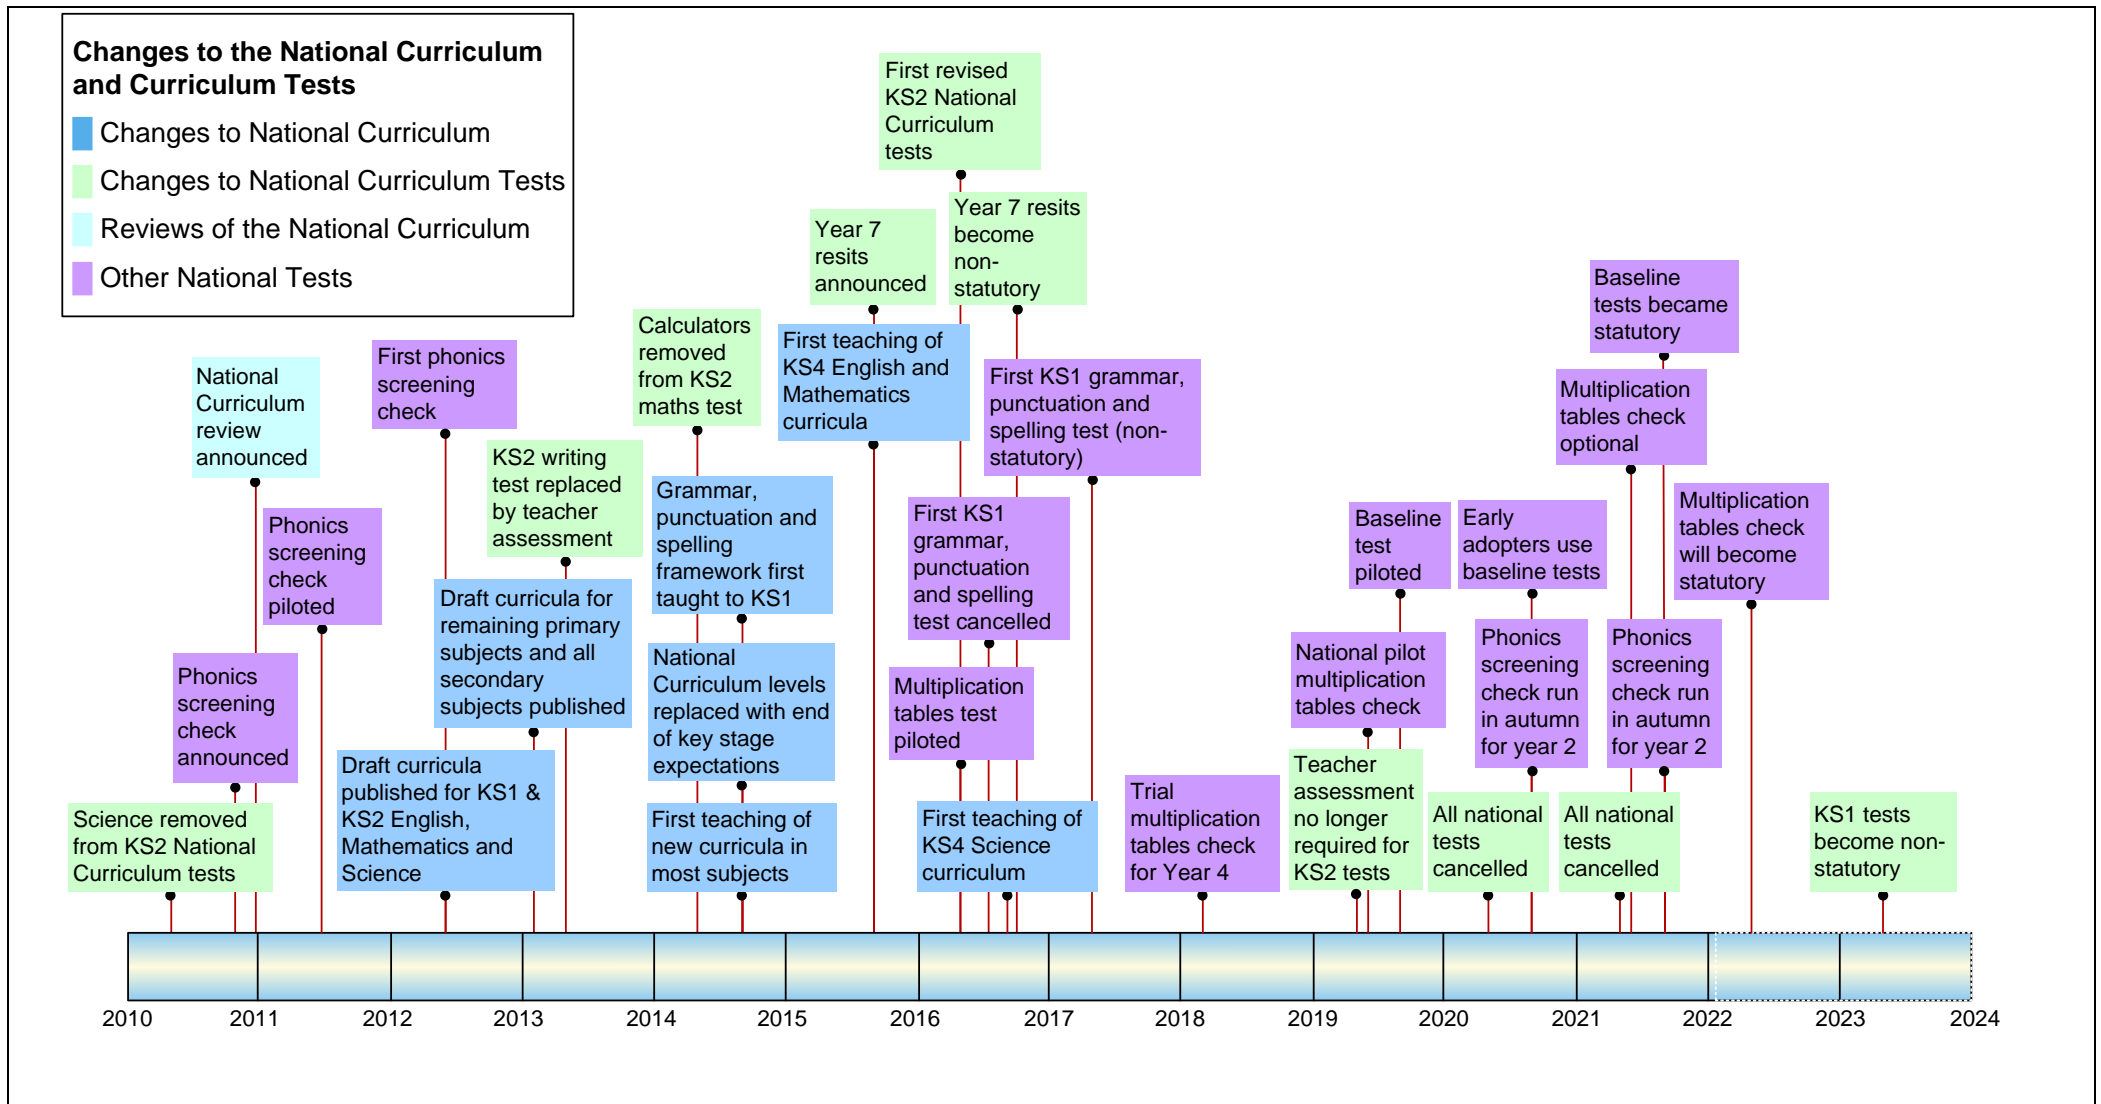 Changes to the National Curriculum
and Curriculum Tests
Changes to National Curriculum
Changes to National Curriculum Tests
Reviews of the National Curriculum
Other National Tests
Science removed
from KS2 National
Curriculum tests
Phonics
screening
check
announced
National
Curriculum
review
announced
Phonics
screening
check
piloted
First phonics
screening
check
Draft curricula
published for KS1 &
KS2 English,
Mathematics and
Science
Draft curricula for
remaining primary
subjects and all
secondary
subjects published
KS2 writing
test replaced
by teacher
assessment
Calculators
removed
from KS2
maths test
Grammar,
punctuation and
spelling
framework first
taught to KS1
National
Curriculum levels
replaced with end
of key stage
expectations
First teaching of
new curricula in
most subjects
Year 7
resits
announced
First teaching of
KS4 English and
Mathematics
curricula
First revised
KS2 National
Curriculum
tests
Year 7 resits
become
non-
statutory
First KS1 grammar,
punctuation and
spelling test (non-
statutory)
First KS1
grammar,
punctuation
and spelling
test cancelled
Multiplication
tables test
piloted
First teaching of
KS4 Science
curriculum
Trial
multiplication
tables check
for Year 4
Baseline
test
piloted
National pilot
multiplication
tables check
Teacher
assessment
no longer
required for
KS2 tests
Early
adopters use
baseline tests
Phonics
screening
check run
in autumn
for year 2
All national
tests
cancelled
Baseline
tests became
statutory
Multiplication
tables check
optional
Phonics
screening
check run
in autumn
for year 2
All national
tests
cancelled
Multiplication
tables check
will become
statutory
KS1 tests
become non-
statutory
2010 2011 2012 2013 2014 2015 2016 2017 2018 2019 2020 2021 2022 2023 2024